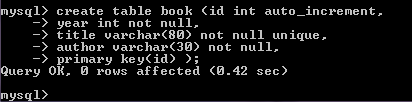 mysql> create table book (id int auto_increment,
    -> year int not null,
    -> title varchar(80) not null unique,
    -> author varchar(30) not null,
    -> primary key(id) );
Query OK, 0 rows affected (0.42 sec)
mysql>